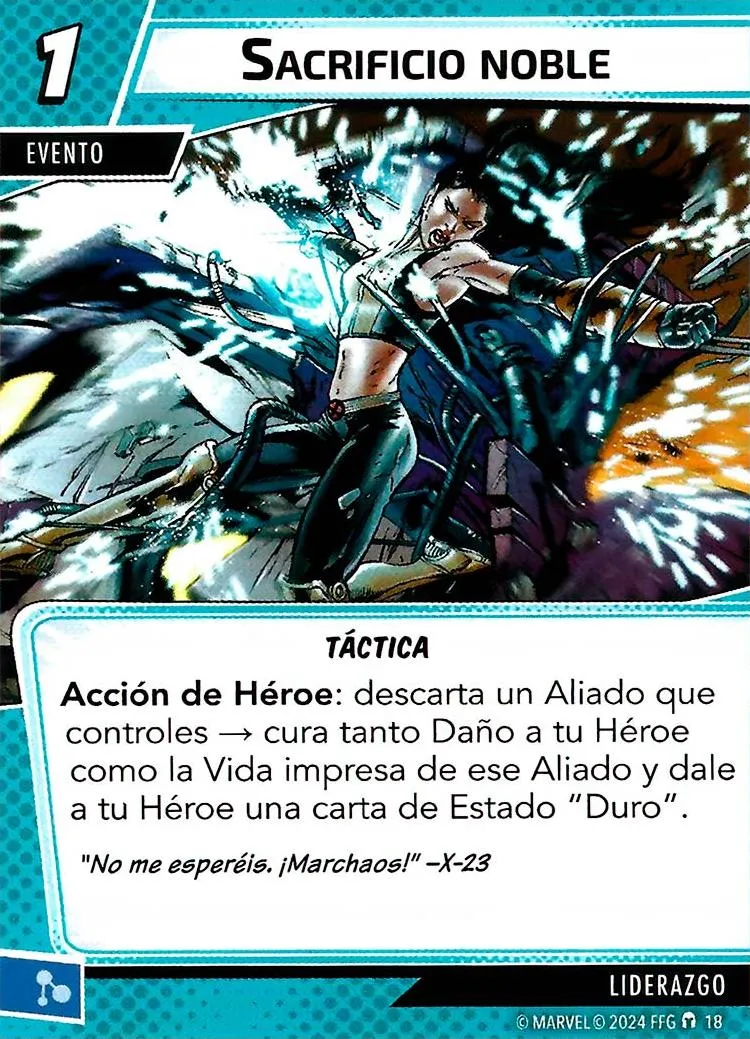 1
SACRIFICIO NOBLE
EVENTO
TÁCTICA
Acción de Héroe: descarta un Aliado que
controles → cura tanto Daño a tu Héroe
como la Vida impresa de ese Aliado y dale
a tu Héroe una carta de Estado “Duro”.
"No me esperéis. ¡Marchaos!" –X-23
LIDERAZGO
© MARVEL © 2024 FFG 18